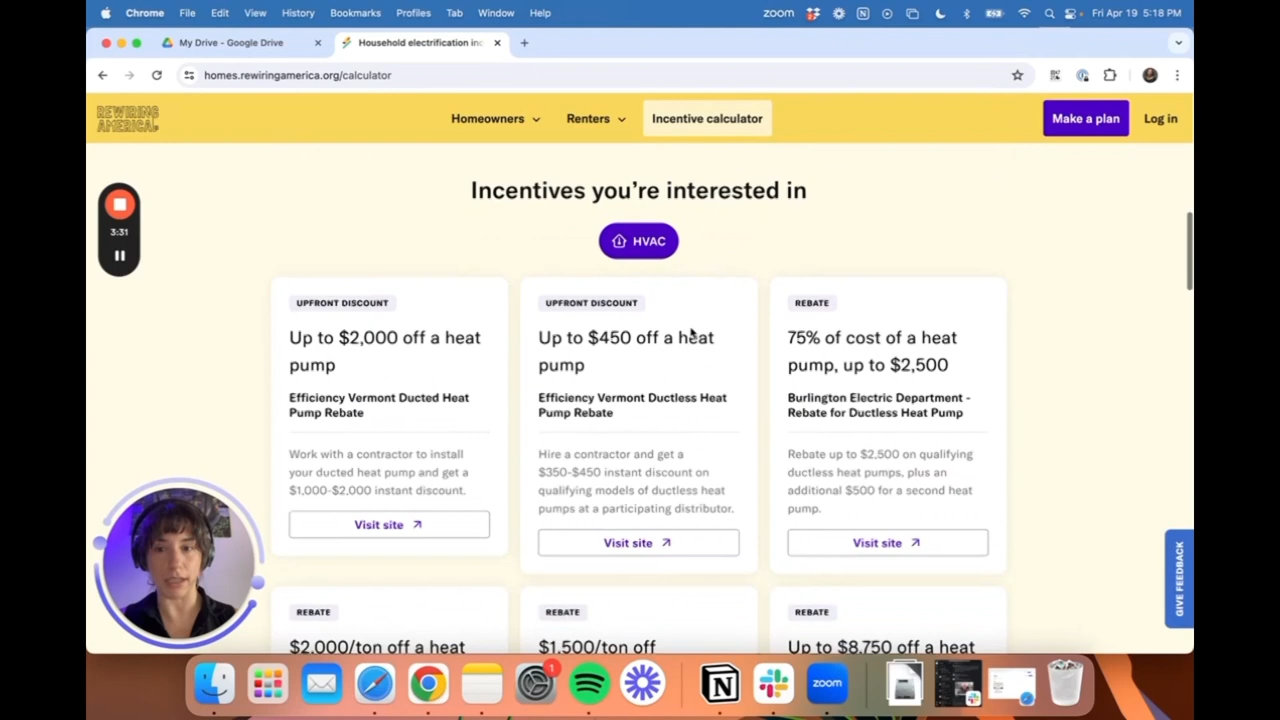 Chrome File Edit View History Bookmarks Profiles Tab Window Help zoom Fri Apr 19 5:18 PM
My Drive - Google Drive Household electrification inc
homes.rewiringamerica.org/calculator
REWIRING
AMERICA
Homeowners Renters Incentive calculator Make a plan Log in
Incentives you're interested in
3:31
HVAC
UPFRONT DISCOUNT
Up to $2,000 off a heat
pump
Efficiency Vermont Ducted Heat
Pump Rebate
Work with a contractor to install
your ducted heat pump and get a
$1,000-$2,000 instant discount.
Visit site
UPFRONT DISCOUNT
Up to $450 off a heat
pump
Efficiency Vermont Ductless Heat
Pump Rebate
Hire a contractor and get a
$350-$450 instant discount on
qualifying models of ductless heat
pumps at a participating distributor.
Visit site
REBATE
75% of cost of a heat
pump, up to $2,500
Burlington Electric Department -
Rebate for Ductless Heat Pump
Rebate up to $2,500 on qualifying
ductless heat pumps, plus an
additional $500 for a second heat
pump.
Visit site
GIVE FEEDBACK
REBATE
$2,000/ton off a heat
REBATE
$1,500/ton off
REBATE
Up to $8,750 off a heat
1
zoom